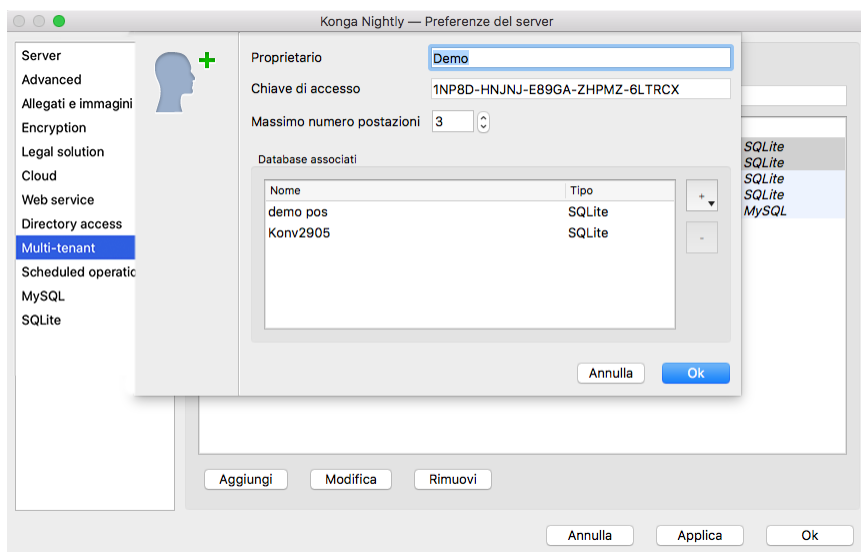 Konga Nightly — Preferenze del server
Server
Advanced
Allegati e immagini
Encryption
Legal solution
Cloud
Web service
Directory access
Multi-tenant
Scheduled operatio
MySQL
SQLite
Proprietario Demo
Chiave di accesso 1NP8D-HNJNJ-E89GA-ZHPMZ-6LTRCX
Massimo numero postazioni 3
Database associati
Nome Tipo
demo pos SQLite
Konv2905 SQLite
+
-
Annulla Ok
SQLite
SQLite
SQLite
SQLite
MySQL
Aggiungi Modifica Rimuovi
Annulla Applica Ok